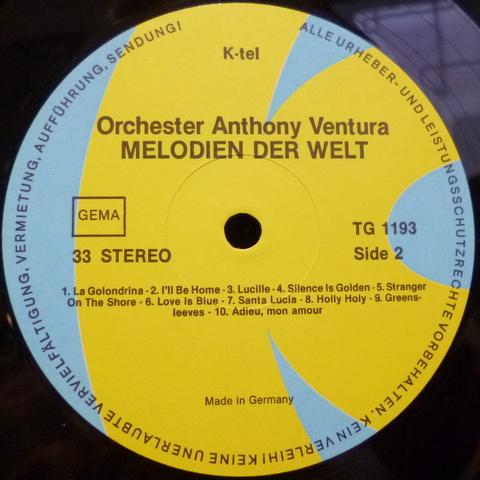 K-tel
Orchester Anthony Ventura
MELODIEN DER WELT
GEMA
33 STEREO
TG 1193
Side 2
1. La Golondrina · 2. I'll Be Home · 3. Lucille · 4. Silence Is Golden · 5. Stranger
On The Shore · 6. Love Is Blue · 7. Santa Lucia · 8. Holly Holy · 9. Greens-
leeves · 10. Adieu, mon amour
Made in Germany
ALLE URHEBER- UND LEISTUNGSSCHUTZRECHTE VORBEHALTEN. KEIN VERLEIH! KEINE UNERLAUBTE VERVIELFÄLTIGUNG, VERMIETUNG, AUFFÜHRUNG, SENDUNG!